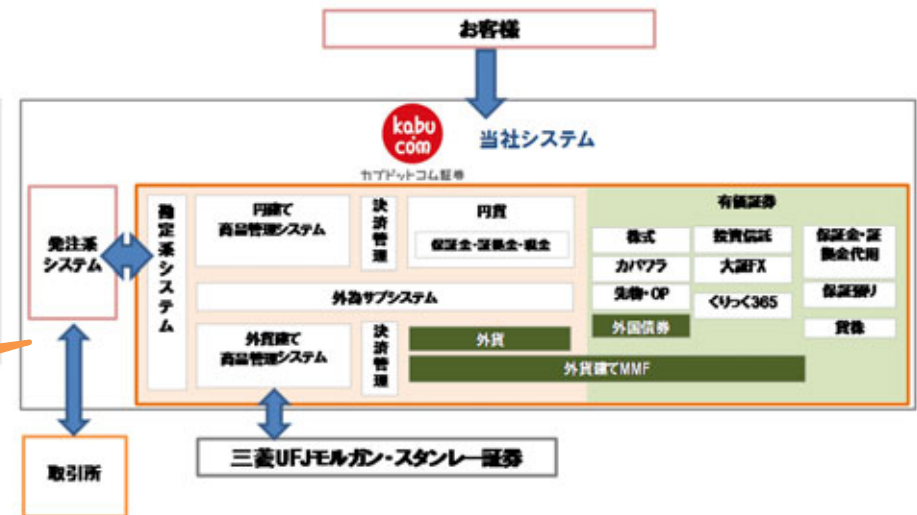 お客様
kabu
.com
当社システム
カブドットコム証券
発注系
システム
勘定系システム
円建て
商品管理システム
決済管理
円貨
保証金・証拠金・現金
有価証券
株式
投資信託
保証金・証
拠金代用
カバワラ
大証FX
先物・OP
くりっく365
保証預り
外国債券
貸株
外為サブシステム
外貨建て
商品管理システム
決済管理
外貨
外貨建てMMF
取引所
三菱UFJモルガン・スタンレー証券